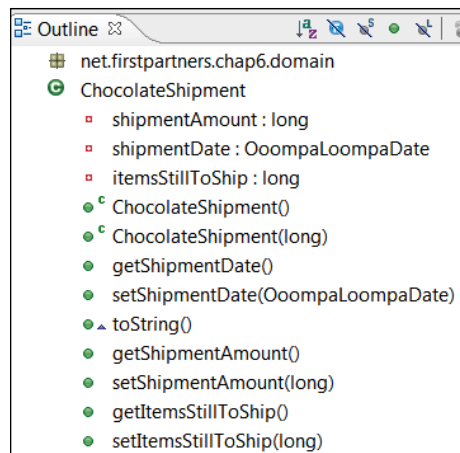 Outline
net.firstpartners.chap6.domain
ChocolateShipment
shipmentAmount : long
shipmentDate : OoompaLoompaDate
itemsStillToShip : long
ChocolateShipment()
ChocolateShipment(long)
getShipmentDate()
setShipmentDate(OoompaLoompaDate)
toString()
getShipmentAmount()
setShipmentAmount(long)
getItemsStillToShip()
setItemsStillToShip(long)